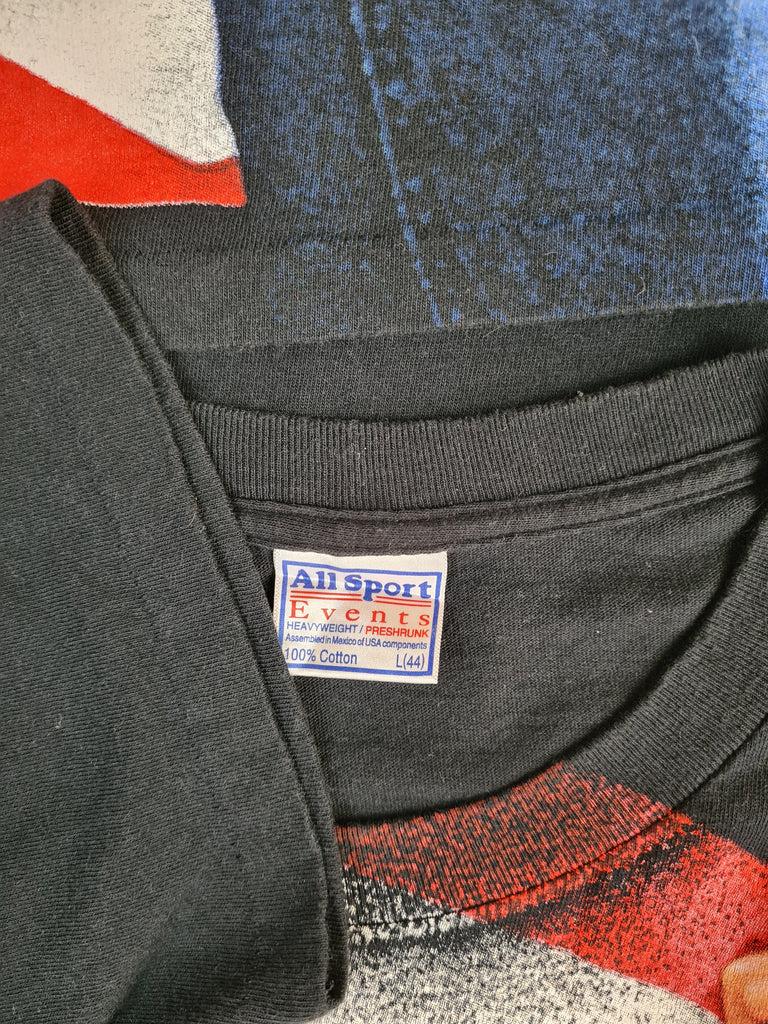 All Sport
Events
HEAVYWEIGHT / PRESHRUNK
Assembled in Mexico of USA components
100% Cotton L(44)